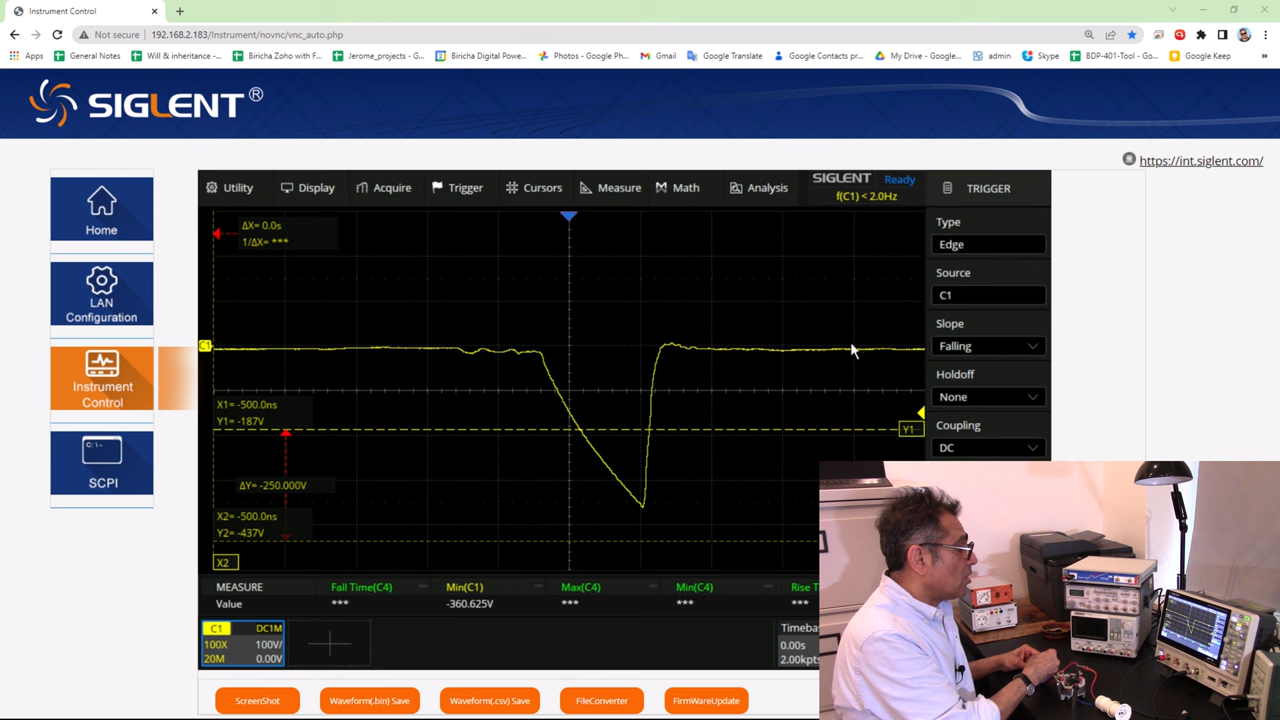 Instrument Control
Not secure | 192.168.2.183/Instrument/novnc/vnc_auto.php
Apps General Notes Will & inheritance -... Biricha Zoho with F... Jerome_projects - G... Biricha Digital Powe... Photos - Google Ph... Gmail Google Translate Google Contacts pr... My Drive - Google... admin Skype BDP-401-Tool - Go... Google Keep
SIGLENT®
https://int.siglent.com/
Home
LAN
Configuration
Instrument
Control
C:\-
SCPI
Utility Display Acquire Trigger Cursors Measure Math Analysis
SIGLENT Ready
f(C1) < 2.0Hz
ΔX= 0.0s
1/ΔX= ***
C1
X1= -500.0ns
Y1= -187V
Y1
ΔY= -250.000V
X2= -500.0ns
Y2= -437V
X2
TRIGGER
Type
Edge
Source
C1
Slope
Falling
Holdoff
None
Coupling
DC
MEASURE Fall Time(C4) Min(C1) Max(C4) Min(C4) Rise T
Value *** -360.625V *** *** ***
C1 DC1M
100X 100V/
20M 0.00V
Timebas
0.00s
2.00kpts
ScreenShot Waveform(.bin) Save Waveform(.csv) Save FileConverter FirmWareUpdate